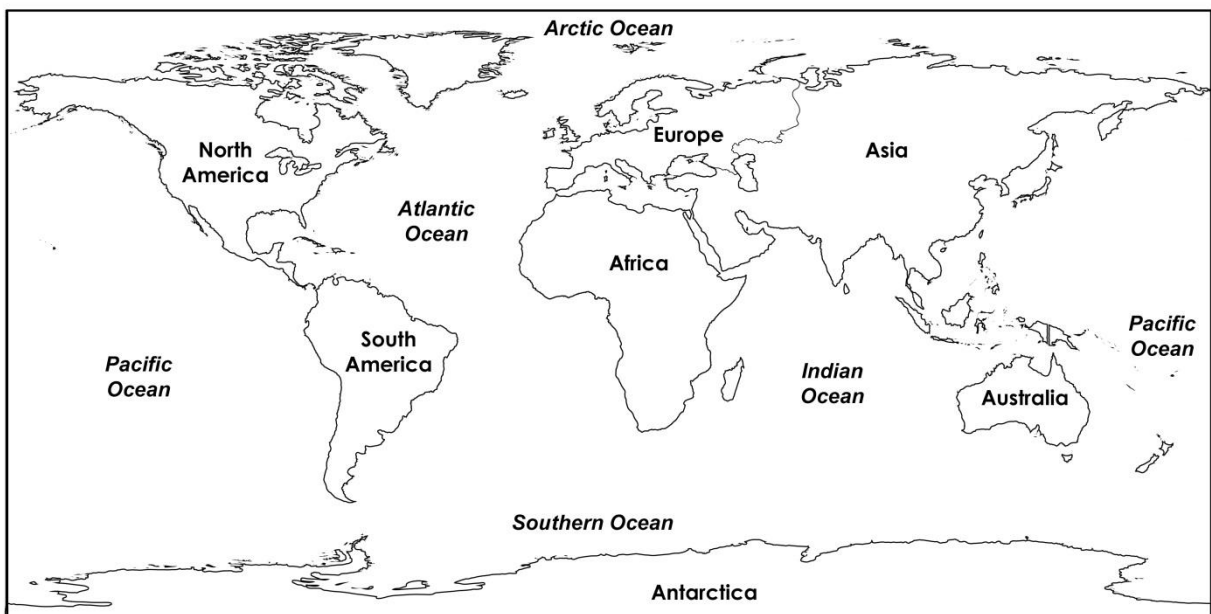 Arctic Ocean
North
America
Europe
Asia
Atlantic
Ocean
Africa
South
America
Pacific
Ocean
Indian
Ocean
Pacific
Ocean
Australia
Southern Ocean
Antarctica